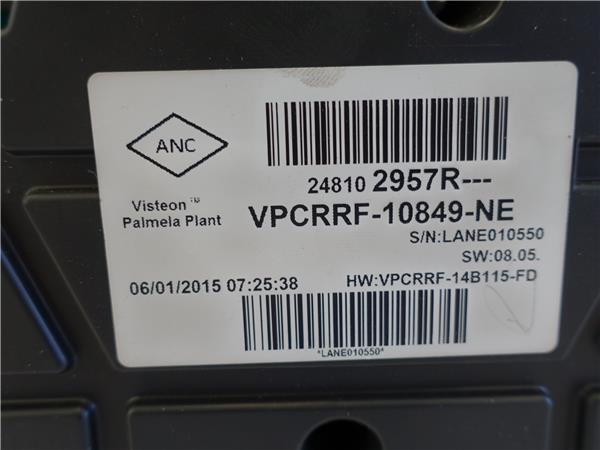 ANC
24810 2957R---
Visteon™
Palmela Plant
VPCRRF-10849-NE
S/N:LANE010550
SW:08.05.
06/01/2015 07:25:38
HW:VPCRRF-14B115-FD
*LANE010550*